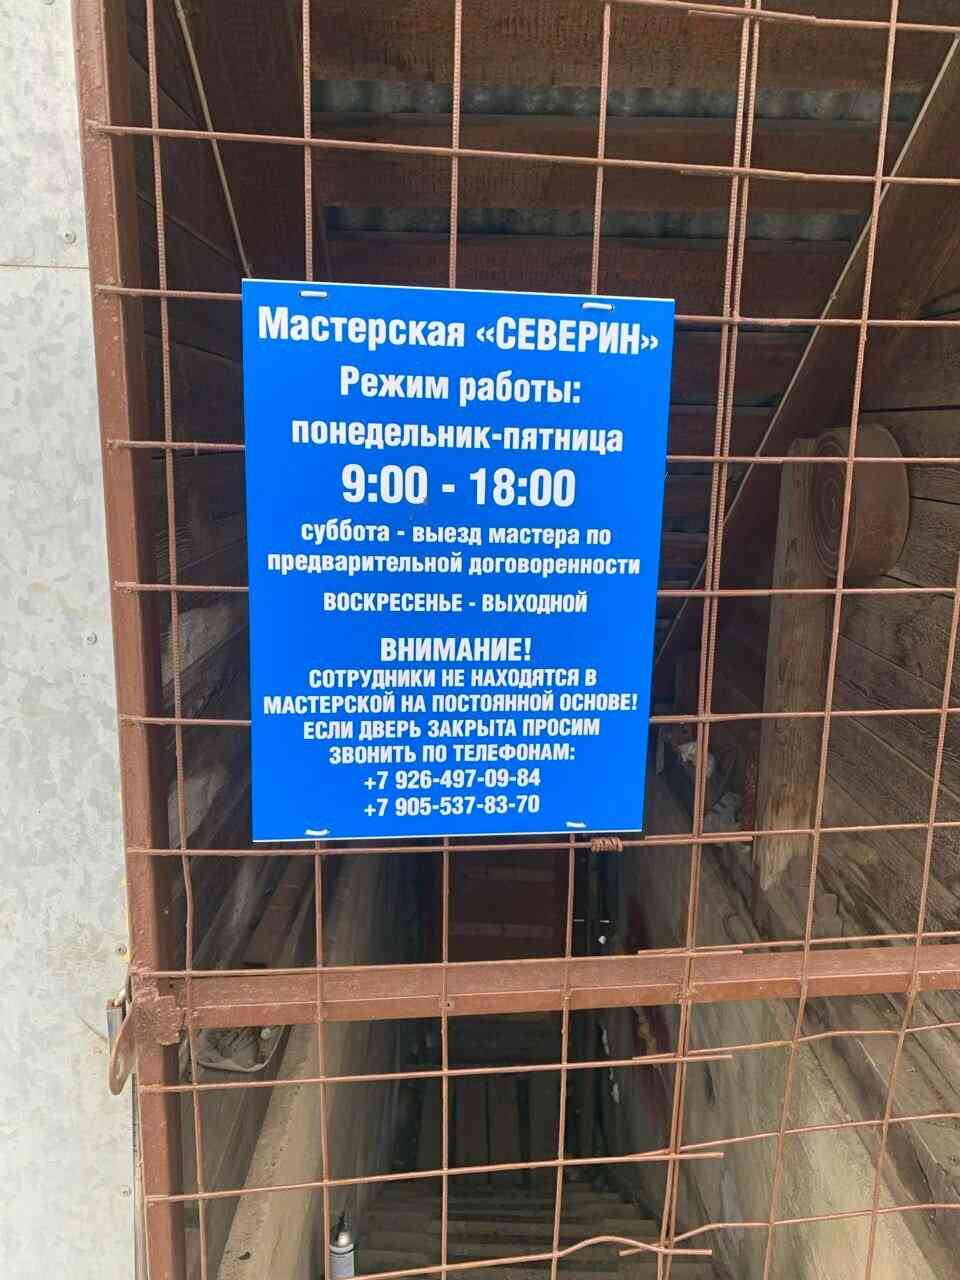 Мастерская «СЕВЕРИН»
Режим работы:
понедельник-пятница
9:00 - 18:00
суббота - выезд мастера по
предварительной договоренности
ВОСКРЕСЕНЬЕ - ВЫХОДНОЙ
ВНИМАНИЕ!
СОТРУДНИКИ НЕ НАХОДЯТСЯ В
МАСТЕРСКОЙ НА ПОСТОЯННОЙ ОСНОВЕ!
ЕСЛИ ДВЕРЬ ЗАКРЫТА ПРОСИМ
ЗВОНИТЬ ПО ТЕЛЕФОНАМ:
+7 926-497-09-84
+7 905-537-83-70